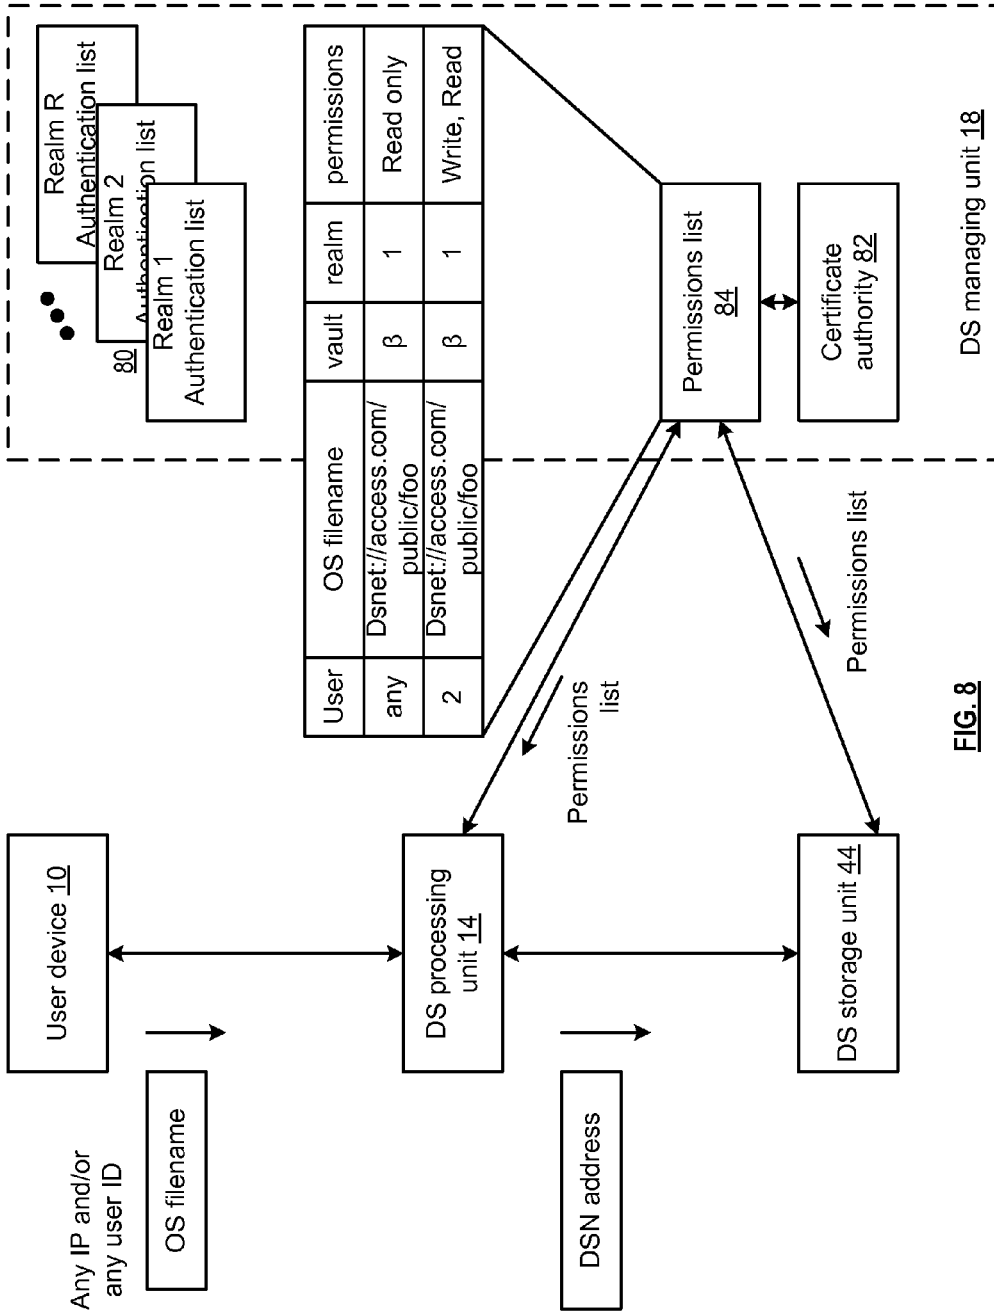 Any IP and/or
any user ID
OS filename
User device 10
DSN address
DS processing
unit 14
DS storage unit 44
Permissions
list
Permissions list
FIG. 8
User
OS filename
vault
realm
permissions
any
Dsnet://access.com/
public/foo
β
1
Read only
2
Dsnet://access.com/
public/foo
β
1
Write, Read
80
Realm R
Authentication list
Realm 2
Authentication list
Realm 1
Authentication list
Permissions list
84
Certificate
authority 82
DS managing unit 18